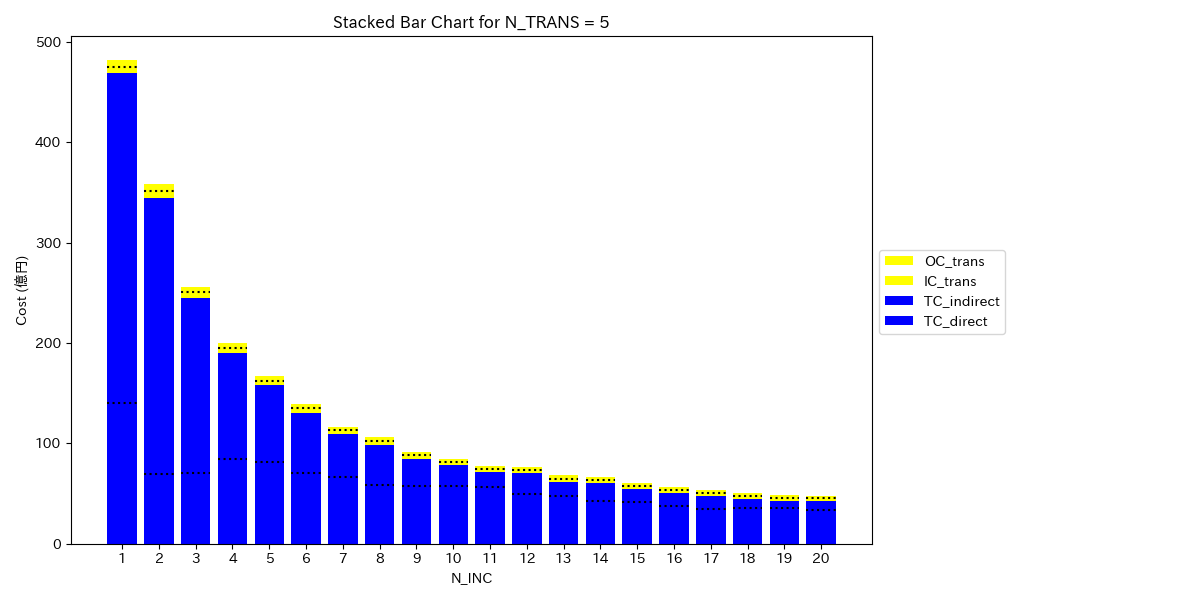 Stacked Bar Chart for N_TRANS = 5
500
400
300
200
100
0
Cost (億円)
1 2 3 4 5 6 7 8 9 10 11 12 13 14 15 16 17 18 19 20
N_INC
OC_trans
IC_trans
TC_indirect
TC_direct